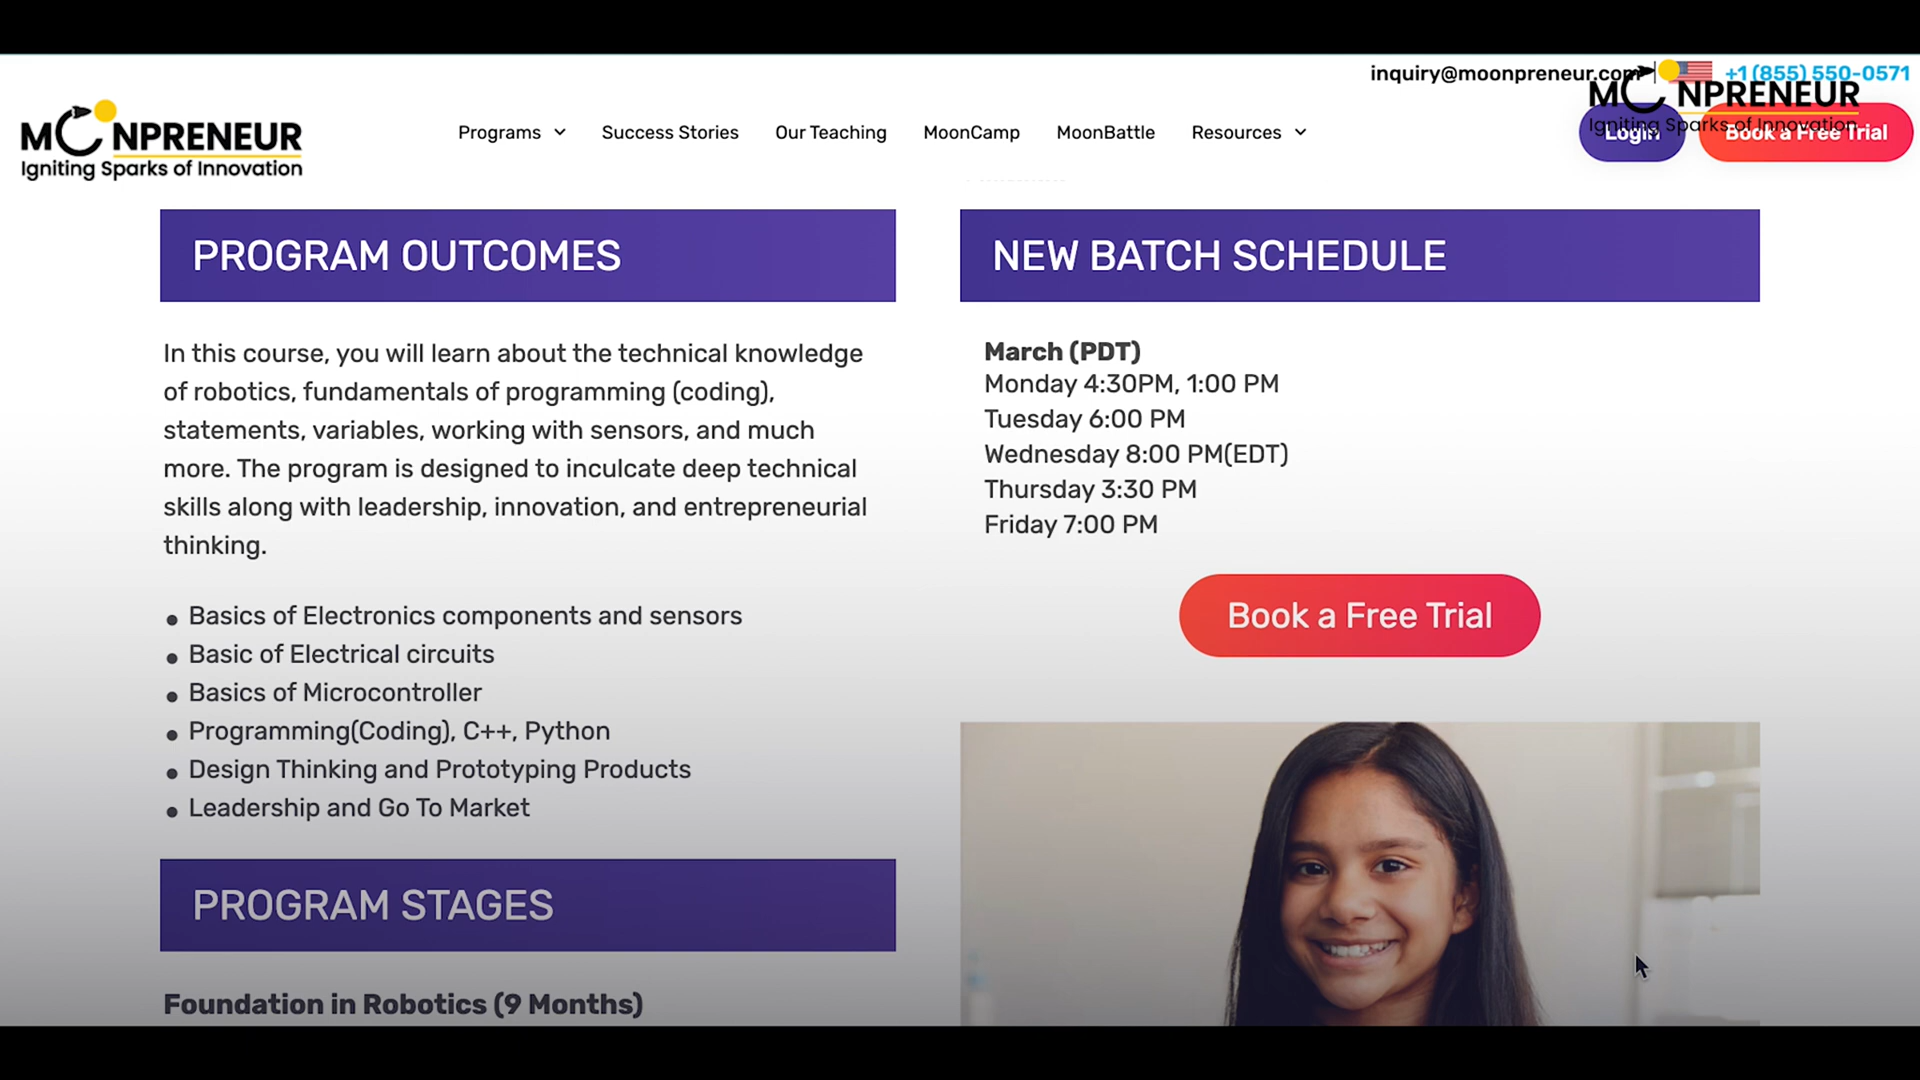 inquiry@moonpreneur.com
+1 (855) 550-0571
MOONPRENEUR
Igniting Sparks of Innovation
Programs
Success Stories
Our Teaching
MoonCamp
MoonBattle
Resources
MOONPRENEUR
Igniting Sparks of Innovation
Login
Book a Free Trial
PROGRAM OUTCOMES
In this course, you will learn about the technical knowledge
of robotics, fundamentals of programming (coding),
statements, variables, working with sensors, and much
more. The program is designed to inculcate deep technical
skills along with leadership, innovation, and entrepreneurial
thinking.
• Basics of Electronics components and sensors
• Basic of Electrical circuits
• Basics of Microcontroller
• Programming(Coding), C++, Python
• Design Thinking and Prototyping Products
• Leadership and Go To Market
PROGRAM STAGES
Foundation in Robotics (9 Months)
NEW BATCH SCHEDULE
March (PDT)
Monday 4:30PM, 1:00 PM
Tuesday 6:00 PM
Wednesday 8:00 PM(EDT)
Thursday 3:30 PM
Friday 7:00 PM
Book a Free Trial